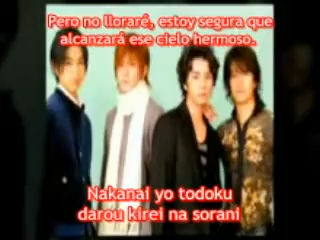 Pero no lloraré, estoy segura que
alcanzará ese cielo hermoso.
Nakanai yo todoku
darou kirei na sorani